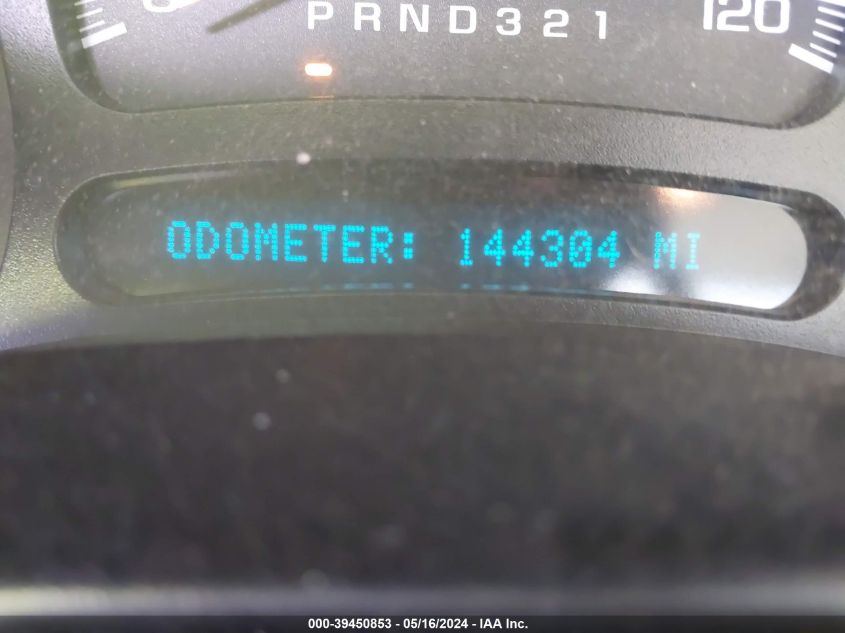 PRND321
120
ODOMETER: 144304 MI
000-39450853 - 05/16/2024 - IAA Inc.